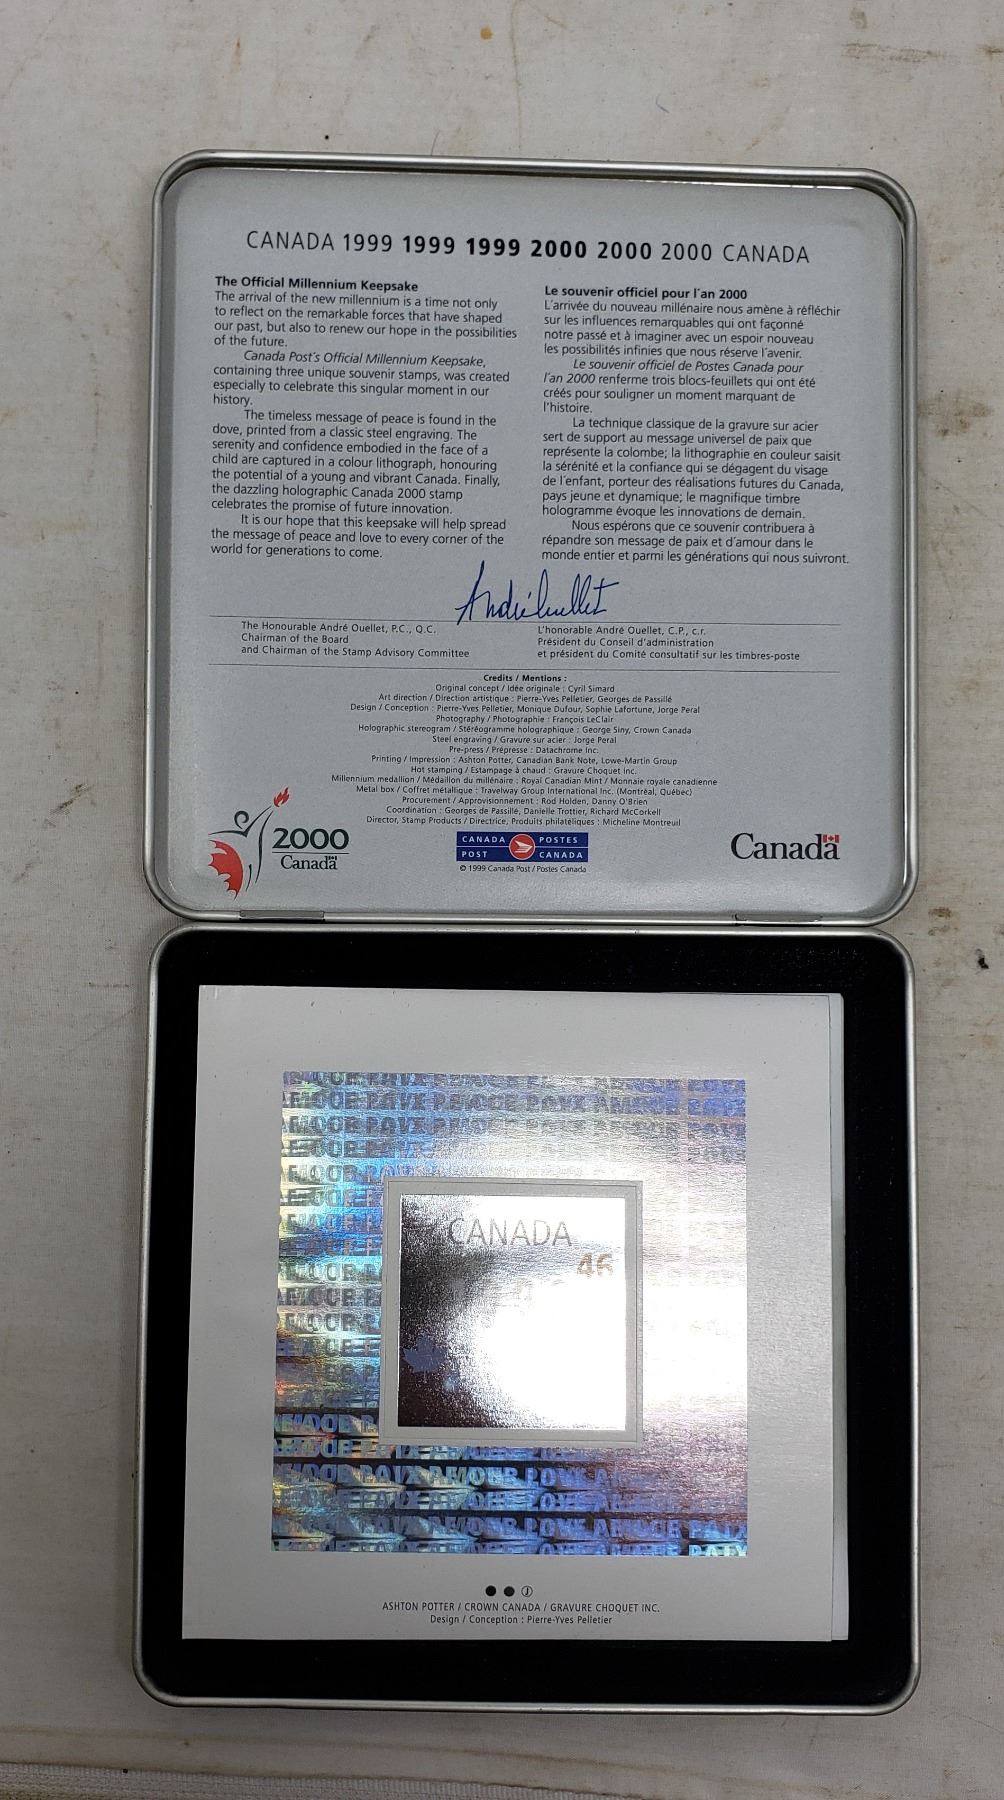 CANADA 1999 1999 1999 2000 2000 2000 CANADA
The Official Millennium Keepsake
The arrival of the new millennium is a time not only
to reflect on the remarkable forces that have shaped
our past, but also to renew our hope in the possibilities
of the future.
Canada Post's Official Millennium Keepsake,
containing three unique souvenir stamps, was created
especially to celebrate this singular moment in our
history.
The timeless message of peace is found in the
dove, printed from a classic steel engraving. The
serenity and confidence embodied in the face of a
child are captured in a colour lithograph, honouring
the potential of a young and vibrant Canada. Finally,
the dazzling holographic Canada 2000 stamp
celebrates the promise of future innovation.
It is our hope that this keepsake will help spread
the message of peace and love to every corner of the
world for generations to come.
Le souvenir officiel pour l'an 2000
L'arrivée du nouveau millénaire nous amène à réfléchir
sur les influences remarquables qui ont façonné
notre passé et à imaginer avec un espoir nouveau
les possibilités infinies que nous réserve l'avenir.
Le souvenir officiel de Postes Canada pour
l'an 2000 renferme trois blocs-feuillets qui ont été
créés pour souligner un moment marquant de
l'histoire.
La technique classique de la gravure sur acier
sert de support au message universel de paix que
représente la colombe; la lithographie en couleur saisit
la sérénité et la confiance qui se dégagent du visage
de l'enfant, porteur des réalisations futures du Canada,
pays jeune et dynamique; le magnifique timbre
hologramme évoque les innovations de demain.
Nous espérons que ce souvenir contribuera à
répandre son message de paix et d'amour dans le
monde entier et parmi les générations qui nous suivront.
André Ouellet
The Honourable André Ouellet, P.C., Q.C.
Chairman of the Board
and Chairman of the Stamp Advisory Committee
L'honorable André Ouellet, C.P., c.r.
Président du Conseil d'administration
et président du Comité consultatif sur les timbres-poste
Credits / Mentions :
Original concept / Idée originale : Cyril Simard
Art direction / Direction artistique : Pierre-Yves Pelletier, Georges de Passillé
Design / Conception : Pierre-Yves Pelletier, Monique Dufour, Sophie Lafortune, Jorge Peral
Photography / Photographie : François LeClair
Holographic stereogram / Stéréogramme holographique : George Siny, Crown Canada
Steel engraving / Gravure sur acier : Jorge Peral
Pre-press / Prépresse : Datachrome Inc.
Printing / Impression : Ashton Potter, Canadian Bank Note, Lowe-Martin Group
Hot stamping / Estampage à chaud : Gravure Choquet Inc.
Millennium medallion / Médaillon du millénaire : Royal Canadian Mint / Monnaie royale canadienne
Metal box / Coffret métallique : Travelway Group International Inc. (Montréal, Québec)
Procurement / Approvisionnement : Rod Holden, Danny O'Brien
Coordination : Georges de Passillé, Danielle Trottier, Richard McCorkell
Director, Stamp Products / Directrice, Produits philatéliques : Micheline Montreuil
2000
Canada
CANADA POSTES
POST CANADA
© 1999 Canada Post / Postes Canada
Canada
AMOUR PAIX
CANADA
46
AMOUR PAIX AMOUR PAIX AMOUR PAIX
ASHTON POTTER / CROWN CANADA / GRAVURE CHOQUET INC.
Design / Conception : Pierre-Yves Pelletier